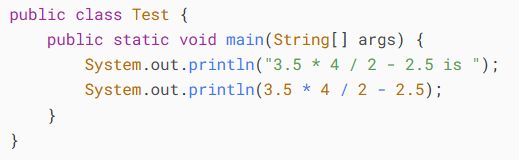 public class Test {
    public static void main(String[] args) {
        System.out.println("3.5 * 4 / 2 - 2.5 is ");
        System.out.println(3.5 * 4 / 2 - 2.5);
    }
}